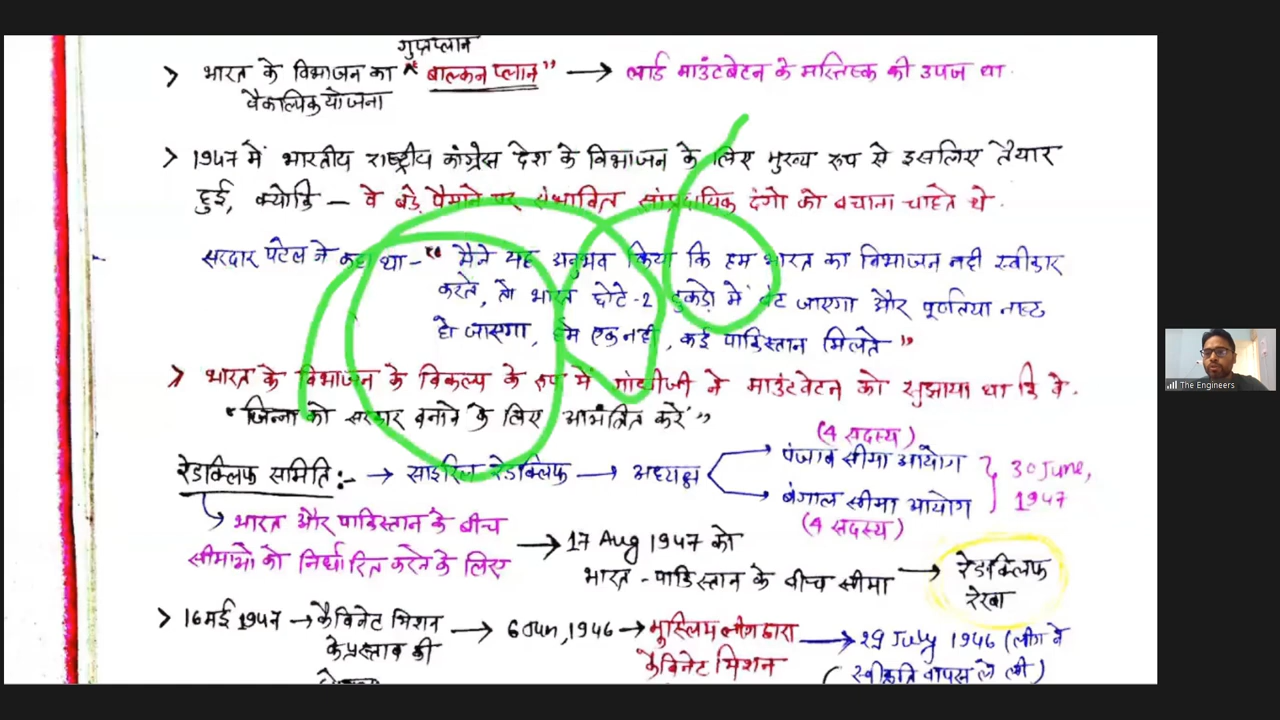 गुप्तप्लान
> भारत के विभाजन का "बाल्कन प्लान" → लार्ड माउंटबेटन के मस्तिष्क की उपज था.
वैकल्पिक योजना
> 1947 में भारतीय राष्ट्रीय कांग्रेस देश के विभाजन के लिए मुख्य रूप से इसलिए तैयार
हुई, क्योकि – वे बड़े पैमाने पर संभावित सांप्रदायिक दंगो को बचाना चाहते थे.
सरदार पटेल ने कहा था – "मैने यह अनुभव किया कि हम भारत का विभाजन नही स्वीकार
करते, तो भारत छोटे-2 टुकड़ो में बंट जाएगा और पूर्णतया नष्ट
हो जाएगा, हमे एक नही, कई पाकिस्तान मिलते"
> भारत के विभाजन के विकल्प के रूप में गांधीजी ने माउंटबेटन को सुझाया था कि वे.
"जिन्ना को सरकार बनाने के लिए आमंत्रित करें"
रेडक्लिफ समिति:- → साइरिल रेडक्लिफ → अध्यक्ष
(4 सदस्य)
पंजाब सीमा आयोग
बंगाल सीमा आयोग
(4 सदस्य)
30 June,
1947
भारत और पाकिस्तान के बीच
सीमाओ को निर्धारित करने के लिए
→ 17 Aug 1947 को
भारत - पाकिस्तान के बीच सीमा
→ रेडक्लिफ
रेखा
> 16 मई 1947 → कैबिनेट मिशन
के प्रस्ताव की
→ 6 Jun, 1946 → मुस्लिम लीग द्वारा
कैबिनेट मिशन
→ 29 July 1946 (लीग ने
( स्वीकृति वापस ले ली)
The Engineers